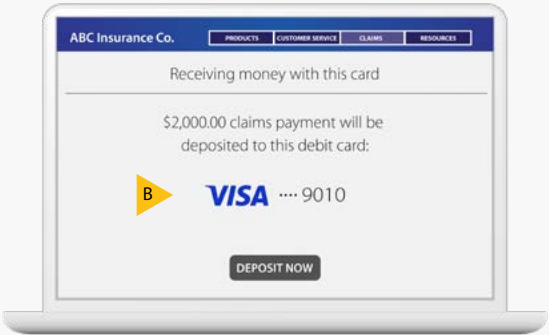 ABC Insurance Co.
PRODUCTS CUSTOMER SERVICE CLAIMS RESOURCES
Receiving money with this card
$2,000.00 claims payment will be
deposited to this debit card:
B VISA ···· 9010
DEPOSIT NOW